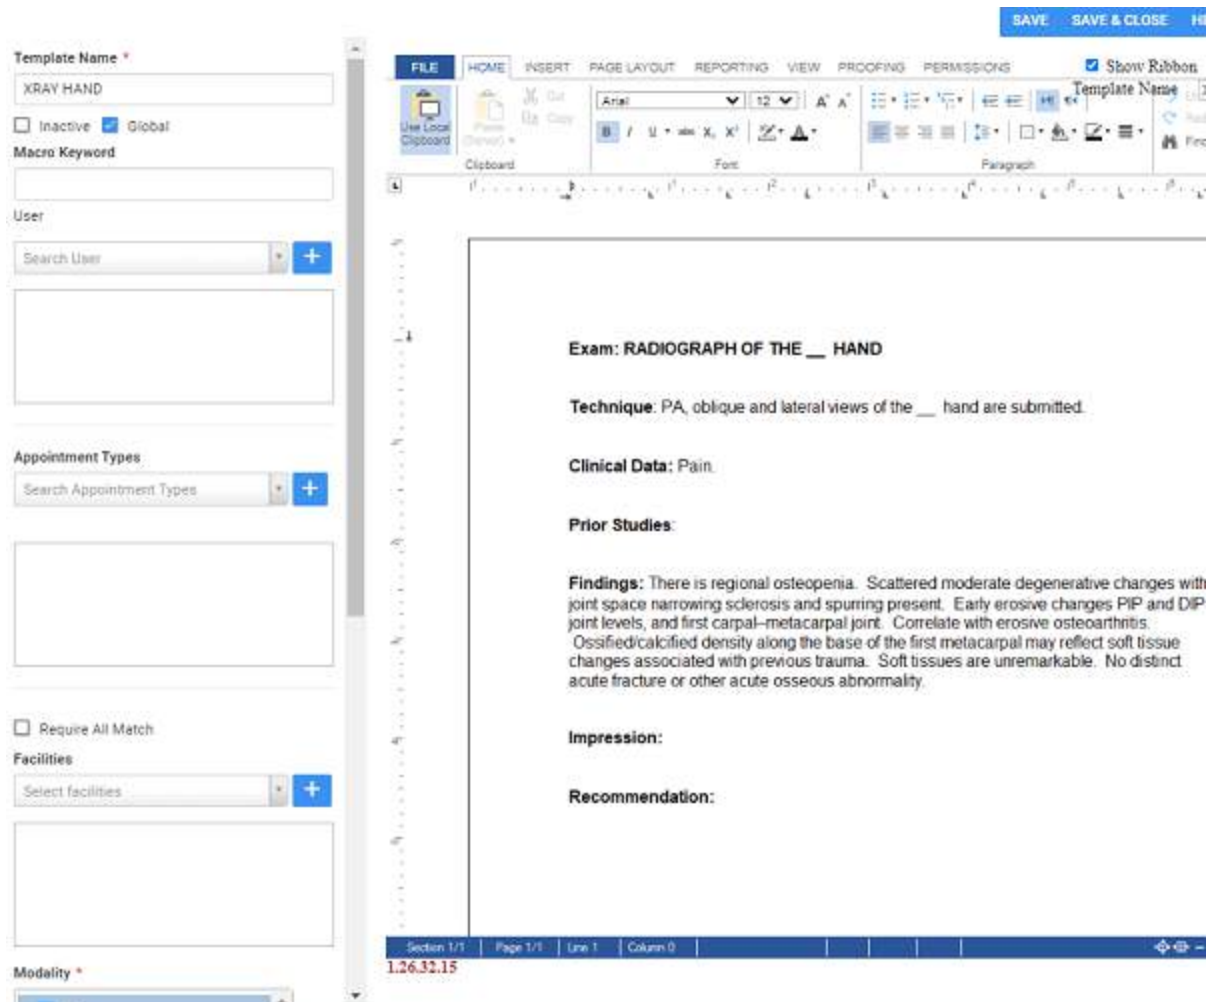 SAVE SAVE & CLOSE
Template Name *
XRAY HAND
Inactive Global
Macro Keyword
User
Search User
Appointment Types
Search Appointment Types
Require All Match
Facilities
Select facilities
Modality *
FILE HOME INSERT PAGE LAYOUT REPORTING VIEW PROOFING PERMISSIONS Show Ribbon
Template Name
Use Local Clipboard
Cut
Copy
Paste
Arial 12
Clipboard Font Paragraph
Exam: RADIOGRAPH OF THE __ HAND
Technique: PA, oblique and lateral views of the __ hand are submitted.
Clinical Data: Pain.
Prior Studies:
Findings: There is regional osteopenia. Scattered moderate degenerative changes with
joint space narrowing sclerosis and spurring present. Early erosive changes PIP and DIP
joint levels, and first carpal–metacarpal joint. Correlate with erosive osteoarthritis.
Ossified/calcified density along the base of the first metacarpal may reflect soft tissue
changes associated with previous trauma. Soft tissues are unremarkable. No distinct
acute fracture or other acute osseous abnormality.
Impression:
Recommendation:
Section 1/1 Page 1/1 Line 1 Column 0
1.26.32.15